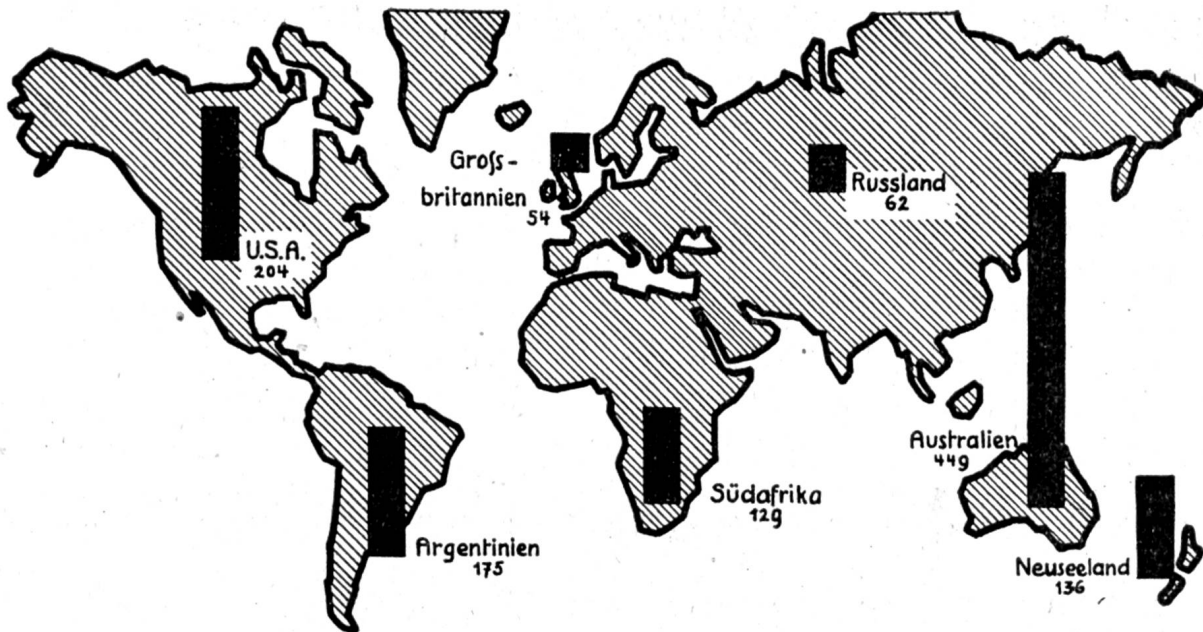 Gross-
britannien
54
Russland
62
U.S.A.
204
Australien
449
Südafrika
129
Argentinien
175
Neuseeland
136